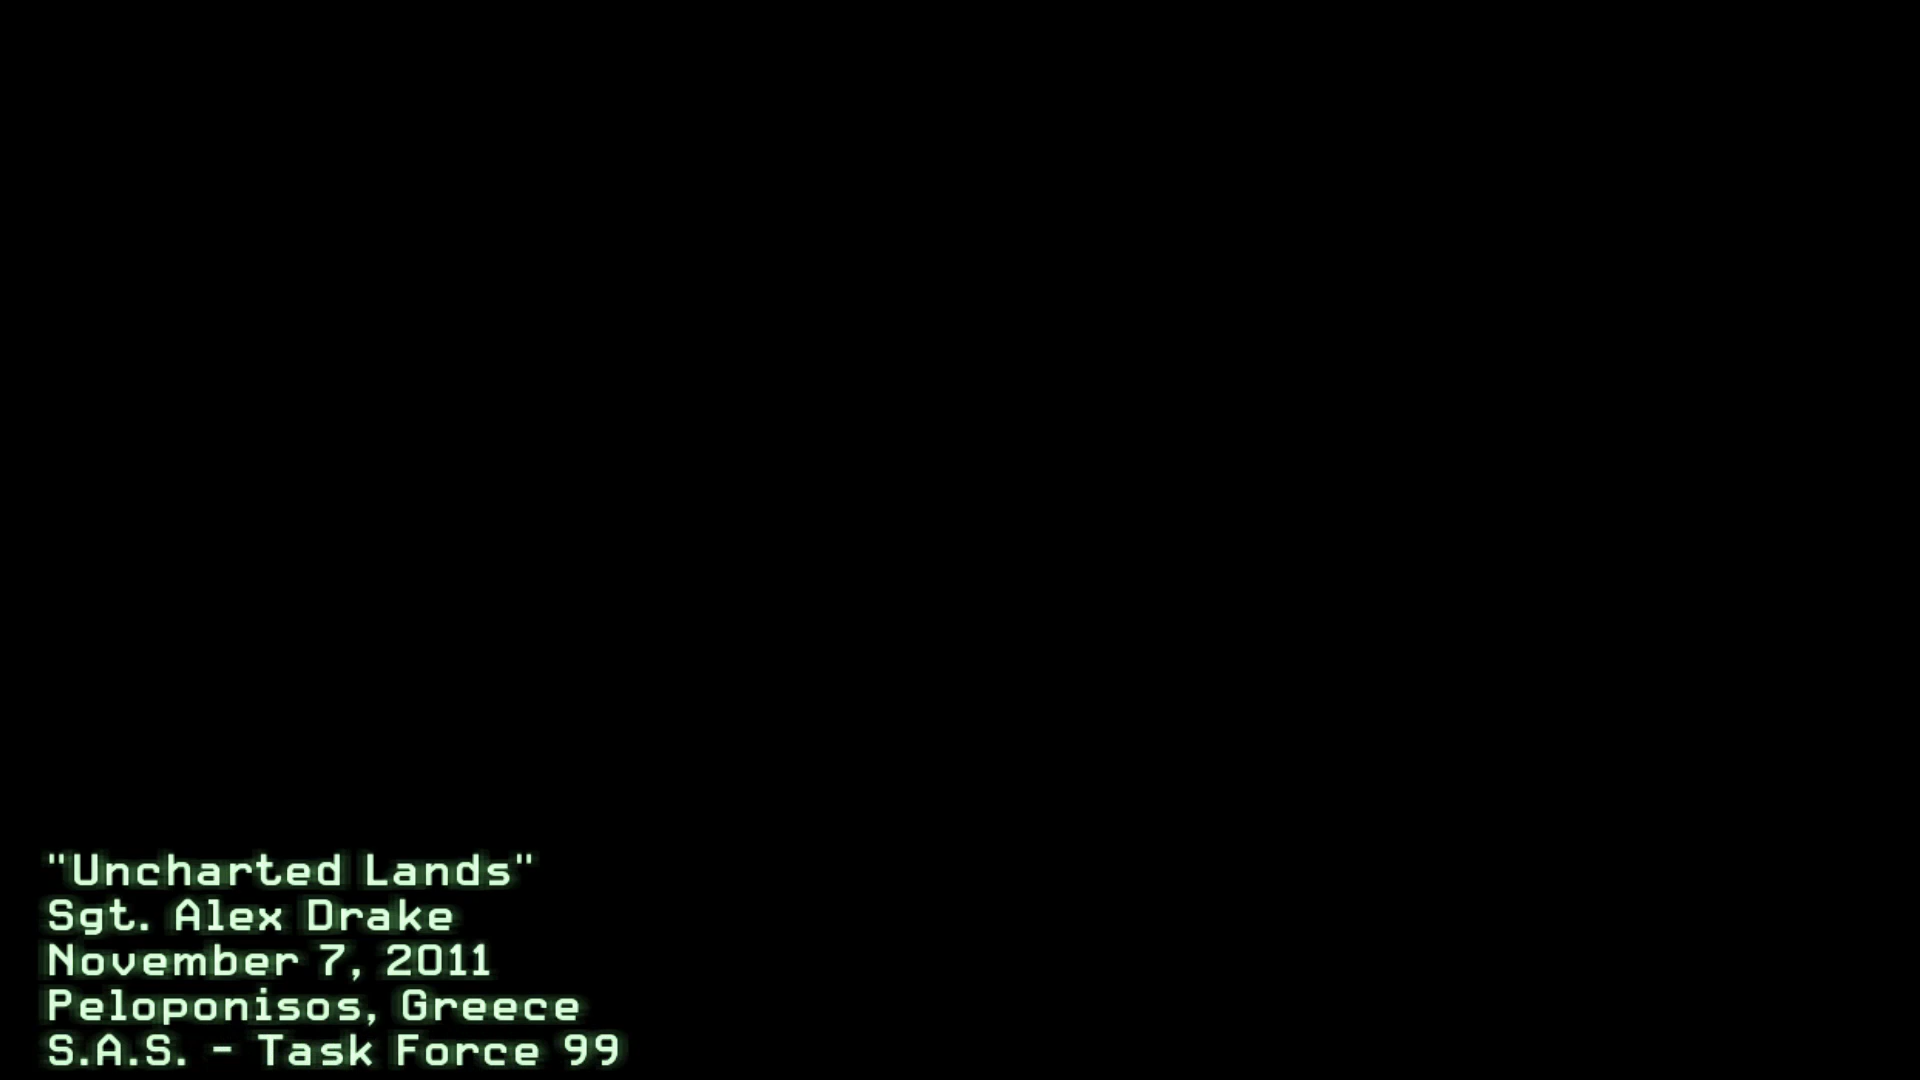 "Uncharted Lands"
Sgt. Alex Drake
November 7, 2011
Peloponisos, Greece
S.A.S. - Task Force 99